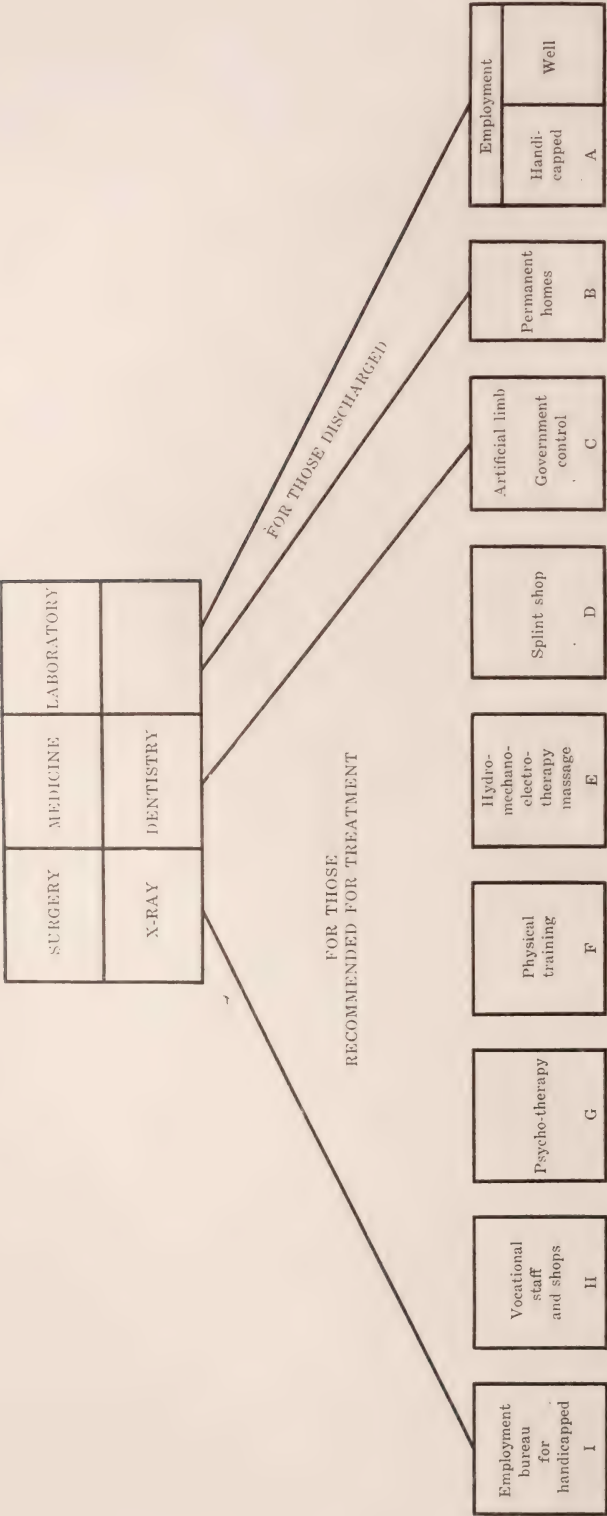 SURGERY
MEDICINE
LABORATORY
X-RAY
DENTISTRY
FOR THOSE DISCHARGED
FOR THOSE
RECOMMENDED FOR TREATMENT
Employment
bureau
for
handicapped
I
Vocational
staff
and shops
H
Psycho-therapy
G
Physical
training
F
Hydro-
mechano-
electro-
therapy
massage
E
Splint shop
D
Artificial limb
Government
control
C
Permanent
homes
B
Employment
Handi-
capped
A
Well